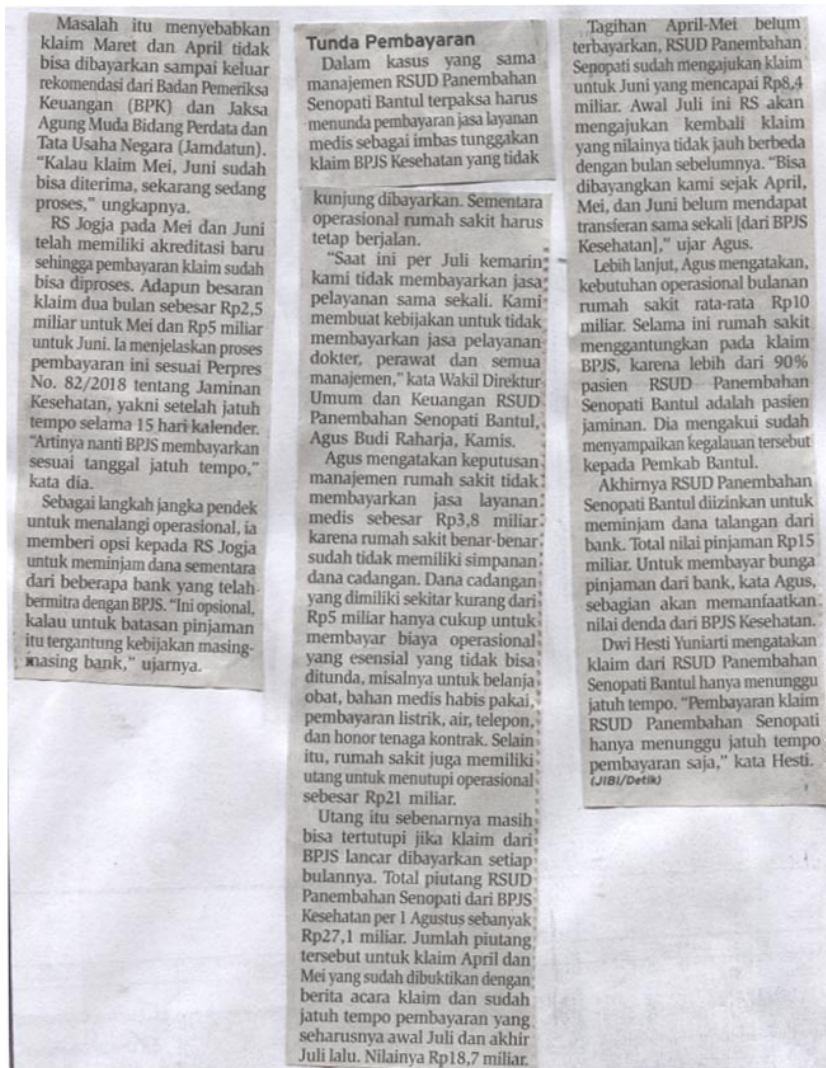 Masalah itu menyebabkan
klaim Maret dan April tidak
bisa dibayarkan sampai keluar
rekomendasi dari Badan Pemeriksa
Keuangan (BPK) dan Jaksa
Agung Muda Bidang Perdata dan
Tata Usaha Negara (Jamdatun).
“Kalau klaim Mei, Juni sudah
bisa diterima, sekarang sedang
proses,” ungkapnya.
RS Jogja pada Mei dan Juni
telah memiliki akreditasi baru
sehingga pembayaran klaim sudah
bisa diproses. Adapun besaran
klaim dua bulan sebesar Rp2,5
miliar untuk Mei dan Rp5 miliar
untuk Juni. Ia menjelaskan proses
pembayaran ini sesuai Perpres
No. 82/2018 tentang Jaminan
Kesehatan, yakni setelah jatuh
tempo selama 15 hari kalender.
“Artinya nanti BPJS membayarkan
sesuai tanggal jatuh tempo,”
kata dia.
Sebagai langkah jangka pendek
untuk menalangi operasional, ia
memberi opsi kepada RS Jogja
untuk meminjam dana sementara
dari beberapa bank yang telah
bermitra dengan BPJS. “Ini opsional,
kalau untuk batasan pinjaman
itu tergantung kebijakan masing-
masing bank,” ujarnya.
Tunda Pembayaran
Dalam kasus yang sama
manajemen RSUD Panembahan
Senopati Bantul terpaksa harus
menunda pembayaran jasa layanan
medis sebagai imbas tunggakan
klaim BPJS Kesehatan yang tidak
kunjung dibayarkan. Sementara
operasional rumah sakit harus
tetap berjalan.
“Saat ini per Juli kemarin
kami tidak membayarkan jasa
pelayanan sama sekali. Kami
membuat kebijakan untuk tidak
membayarkan jasa pelayanan
dokter, perawat dan semua
manajemen,” kata Wakil Direktur
Umum dan Keuangan RSUD
Panembahan Senopati Bantul,
Agus Budi Raharja, Kamis.
Agus mengatakan keputusan
manajemen rumah sakit tidak
membayarkan jasa layanan
medis sebesar Rp3,8 miliar
karena rumah sakit benar-benar
sudah tidak memiliki simpanan
dana cadangan. Dana cadangan
yang dimiliki sekitar kurang dari
Rp5 miliar hanya cukup untuk
membayar biaya operasional
yang esensial yang tidak bisa
ditunda, misalnya untuk belanja
obat, bahan medis habis pakai,
pembayaran listrik, air, telepon,
dan honor tenaga kontrak. Selain
itu, rumah sakit juga memiliki
utang untuk menutupi operasional
sebesar Rp21 miliar.
Utang itu sebenarnya masih
bisa tertutupi jika klaim dari
BPJS lancar dibayarkan setiap
bulannya. Total piutang RSUD
Panembahan Senopati dari BPJS
Kesehatan per 1 Agustus sebanyak
Rp27,1 miliar. Jumlah piutang
tersebut untuk klaim April dan
Mei yang sudah dibuktikan dengan
berita acara klaim dan sudah
jatuh tempo pembayaran yang
seharusnya awal Juli dan akhir
Juli lalu. Nilainya Rp18,7 miliar.
Tagihan April-Mei belum
terbayarkan, RSUD Panembahan
Senopati sudah mengajukan klaim
untuk Juni yang mencapai Rp8,4
miliar. Awal Juli ini RS akan
mengajukan kembali klaim
yang nilainya tidak jauh berbeda
dengan bulan sebelumnya. “Bisa
dibayangkan kami sejak April,
Mei, dan Juni belum mendapat
transferan sama sekali [dari BPJS
Kesehatan],” ujar Agus.
Lebih lanjut, Agus mengatakan,
kebutuhan operasional bulanan
rumah sakit rata-rata Rp10
miliar. Selama ini rumah sakit
menggantungkan pada klaim
BPJS, karena lebih dari 90%
pasien RSUD Panembahan
Senopati Bantul adalah pasien
jaminan. Dia mengakui sudah
menyampaikan kegalauan tersebut
kepada Pemkab Bantul.
Akhirnya RSUD Panembahan
Senopati Bantul diizinkan untuk
meminjam dana talangan dari
bank. Total nilai pinjaman Rp15
miliar. Untuk membayar bunga
pinjaman dari bank, kata Agus,
sebagian akan memanfaatkan
nilai denda dari BPJS Kesehatan.
Dwi Hesti Yuniarti mengatakan
klaim dari RSUD Panembahan
Senopati Bantul hanya menunggu
jatuh tempo. “Pembayaran klaim
RSUD Panembahan Senopati
hanya menunggu jatuh tempo
pembayaran saja,” kata Hesti.
(JIBI/Detik)